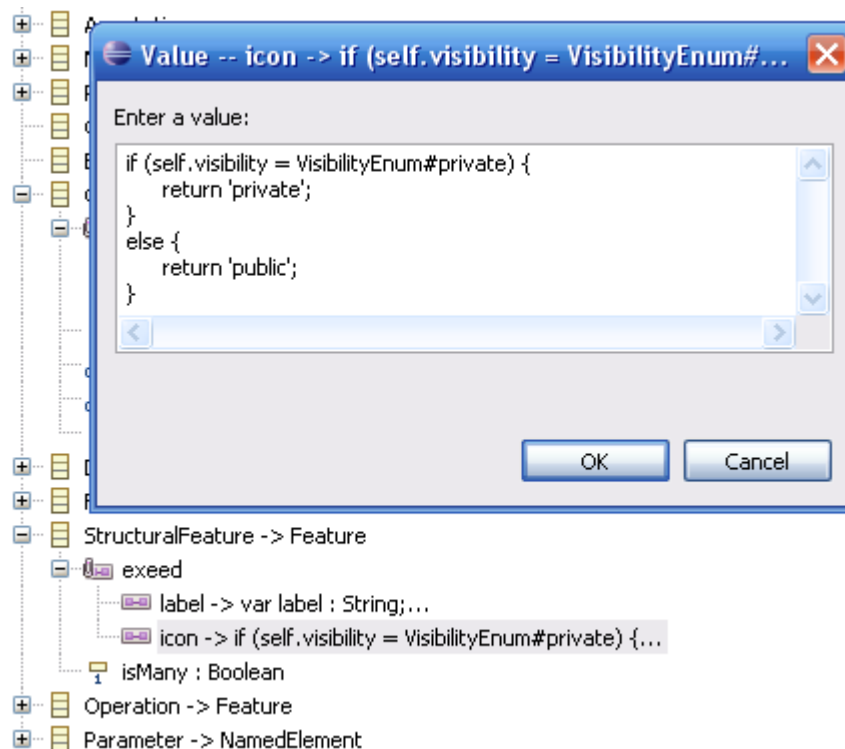 Value -- icon -> if (self.visibility = VisibilityEnum#...
Enter a value:
if (self.visibility = VisibilityEnum#private) {
return 'private';
}
else {
return 'public';
}
OK
Cancel
StructuralFeature -> Feature
exeed
label -> var label : String;...
icon -> if (self.visibility = VisibilityEnum#private) {...
isMany : Boolean
Operation -> Feature
Parameter -> NamedElement